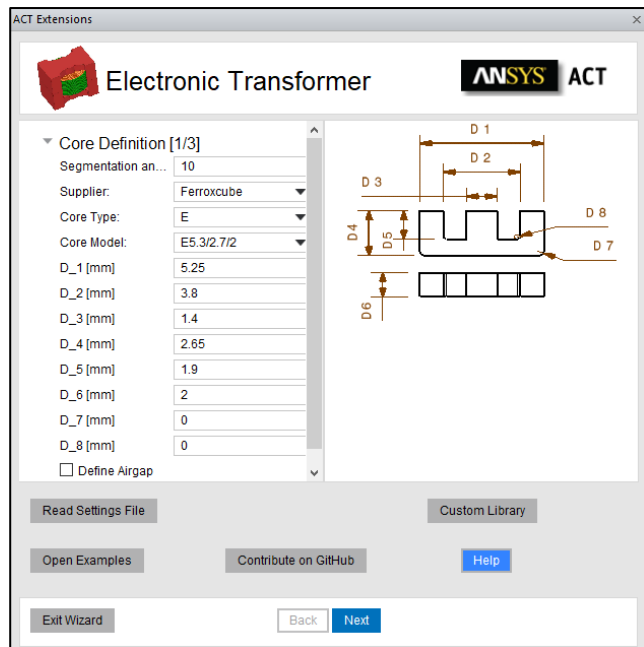 ACT Extensions ×
Electronic Transformer
ANSYS ACT
Core Definition [1/3]
Segmentation an... 10
Supplier: Ferroxcube
Core Type: E
Core Model: E5.3/2.7/2
D_1 [mm] 5.25
D_2 [mm] 3.8
D_3 [mm] 1.4
D_4 [mm] 2.65
D_5 [mm] 1.9
D_6 [mm] 2
D_7 [mm] 0
D_8 [mm] 0
Define Airgap
D 1
D 2
D 3
D 8
D4
D5
D 7
D6
Read Settings File
Custom Library
Open Examples
Contribute on GitHub
Help
Exit Wizard
Back
Next